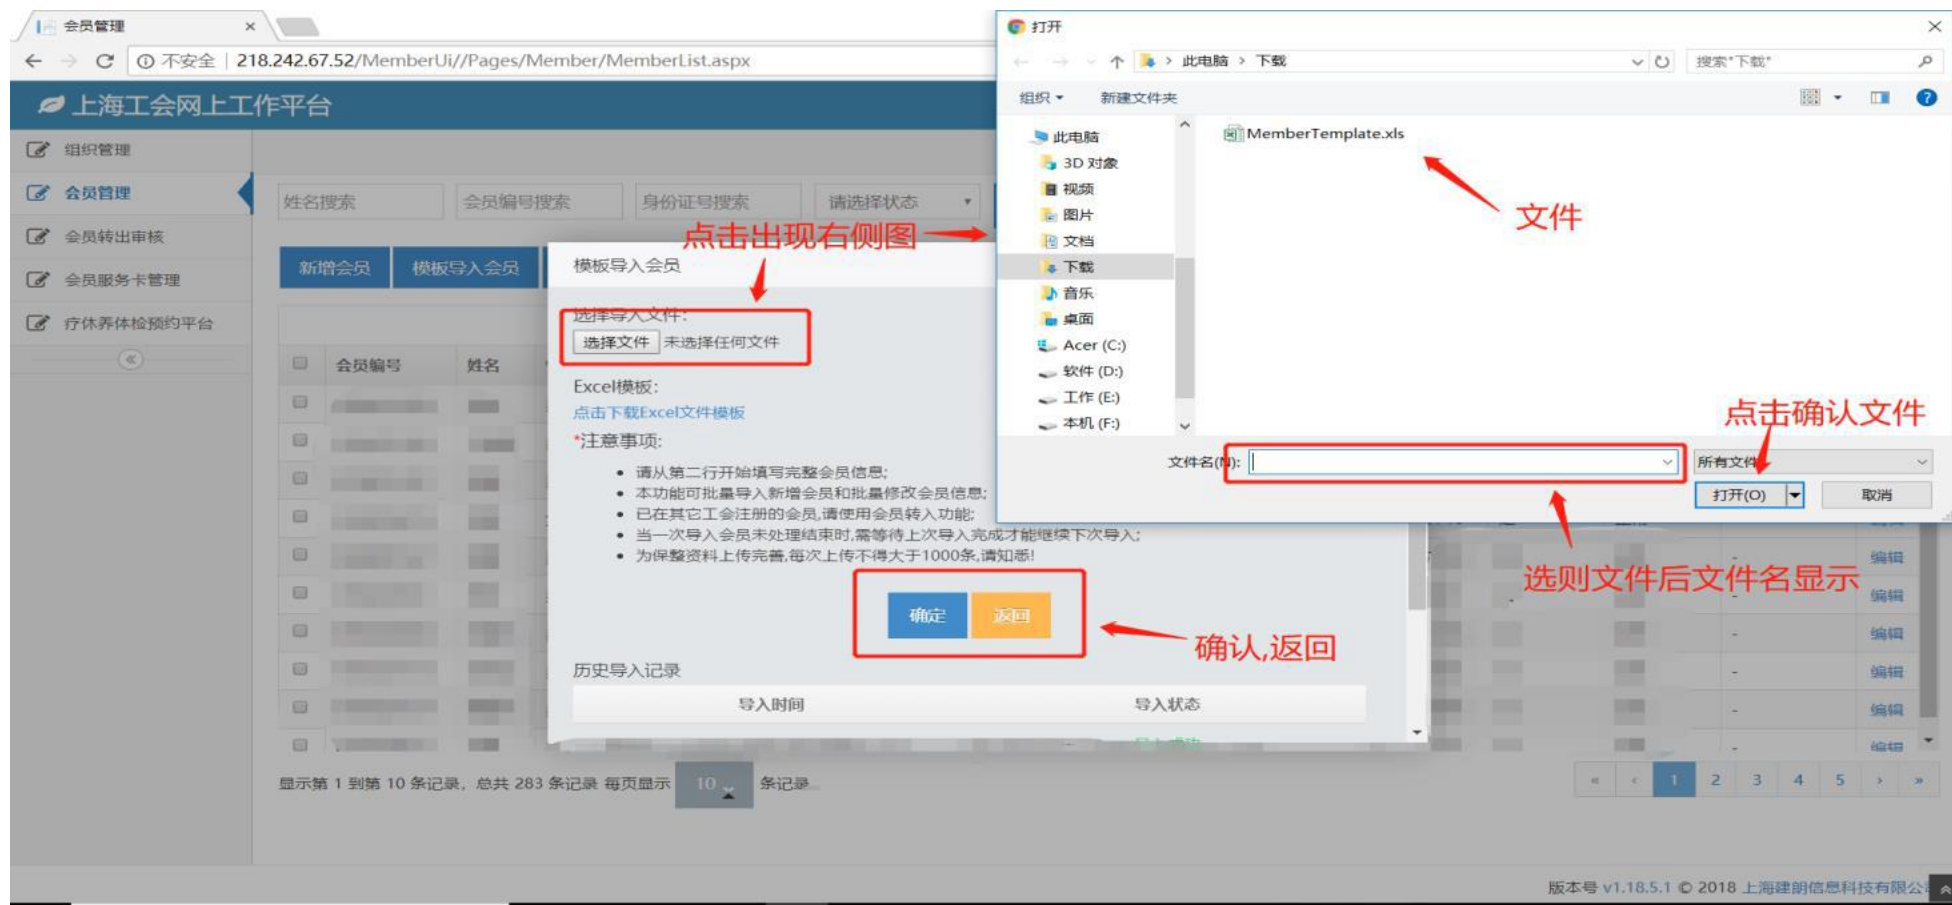 会员管理
不安全 | 218.242.67.52/MemberUi//Pages/Member/MemberList.aspx
上海工会网上工作平台
组织管理
会员管理
会员转出审核
会员服务卡管理
疗休养体检预约平台
姓名搜索 会员编号搜索 身份证号搜索 请选择状态
点击出现右侧图
新增会员 模板导入会员
会员编号 姓名
模板导入会员
选择导入文件:
选择文件 未选择任何文件
Excel模板:
点击下载Excel文件模板
*注意事项:
请从第二行开始填写完整会员信息;
本功能可批量导入新增会员和批量修改会员信息;
已在其它工会注册的会员,请使用会员转入功能;
当一次导入会员未处理结束时,需等待上次导入完成才能继续下次导入;
为保整资料上传完善,每次上传不得大于1000条,请知悉!
确定 返回
确认,返回
历史导入记录
导入时间 导入状态
打开
此电脑 > 下载
搜索"下载"
组织 新建文件夹
此电脑
3D 对象
视频
图片
文档
下载
音乐
桌面
Acer (C:)
软件 (D:)
工作 (E:)
本机 (F:)
MemberTemplate.xls
文件
点击确认文件
文件名(N): 所有文件
打开(O) 取消
选则文件后文件名显示
- 编辑
- 编辑
- 编辑
- 编辑
- 编辑
- 编辑
显示第 1 到第 10 条记录，总共 283 条记录 每页显示 10 条记录
« ‹ 1 2 3 4 5 › »
版本号 v1.18.5.1 © 2018 上海建朗信息科技有限公